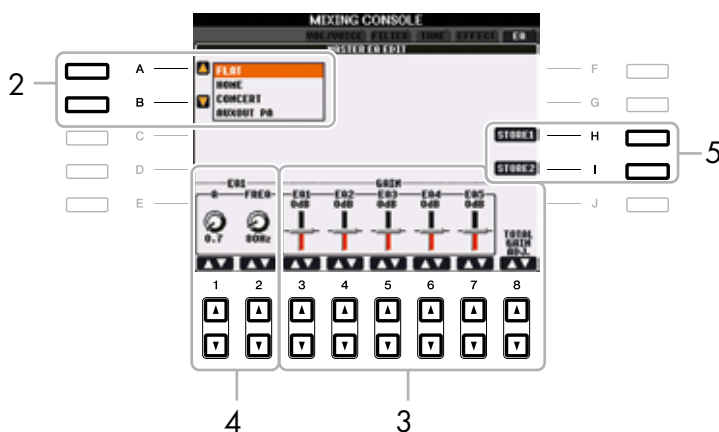 MIXING CONSOLE
VOL/VOICE FILTER TUNE EFFECT EQ
MASTER EQ EDIT
2
A
FLAT
F
HOME
B
CONCERT
G
AUXOUT PA
C
STORE1
H
5
D
STORE2
I
E
EQ1
GAIN
J
Q
FREQ
EQ1 EQ2 EQ3 EQ4 EQ5
0dB 0dB 0dB 0dB 0dB
0.7
80Hz
TOTAL
GAIN
ADJ.
1 2 3 4 5 6 7 8
4
3